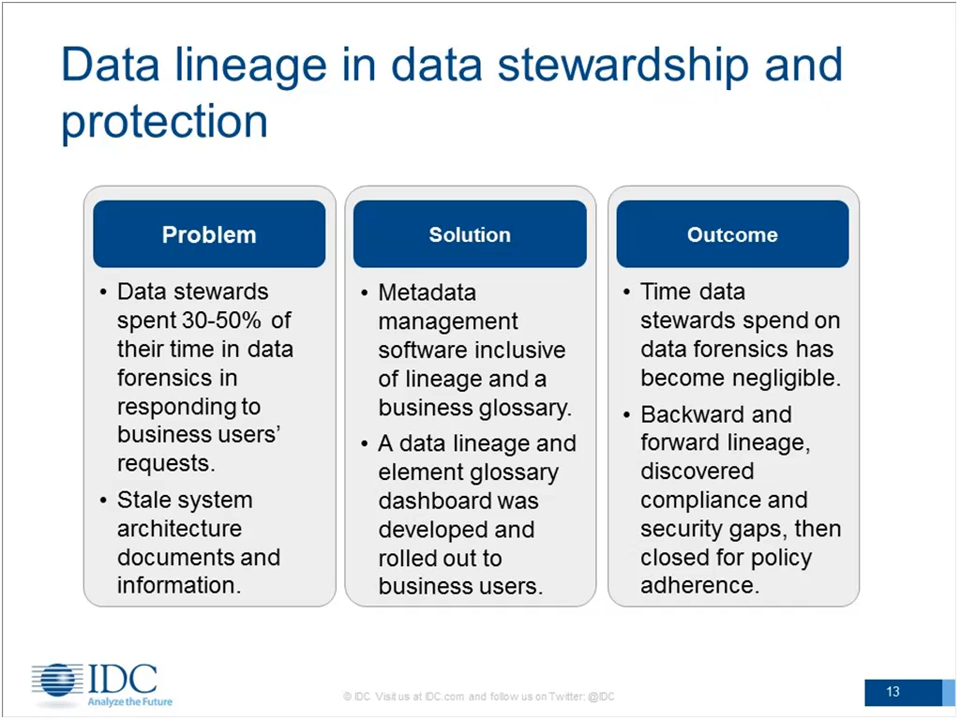 Data lineage in data stewardship and
protection
Problem
• Data stewards
spent 30-50% of
their time in data
forensics in
responding to
business users’
requests.
• Stale system
architecture
documents and
information.
Solution
• Metadata
management
software inclusive
of lineage and a
business glossary.
• A data lineage and
element glossary
dashboard was
developed and
rolled out to
business users.
Outcome
• Time data
stewards spend on
data forensics has
become negligible.
• Backward and
forward lineage,
discovered
compliance and
security gaps, then
closed for policy
adherence.
IDC
Analyze the Future
© IDC Visit us at IDC.com and follow us on Twitter: @IDC
13